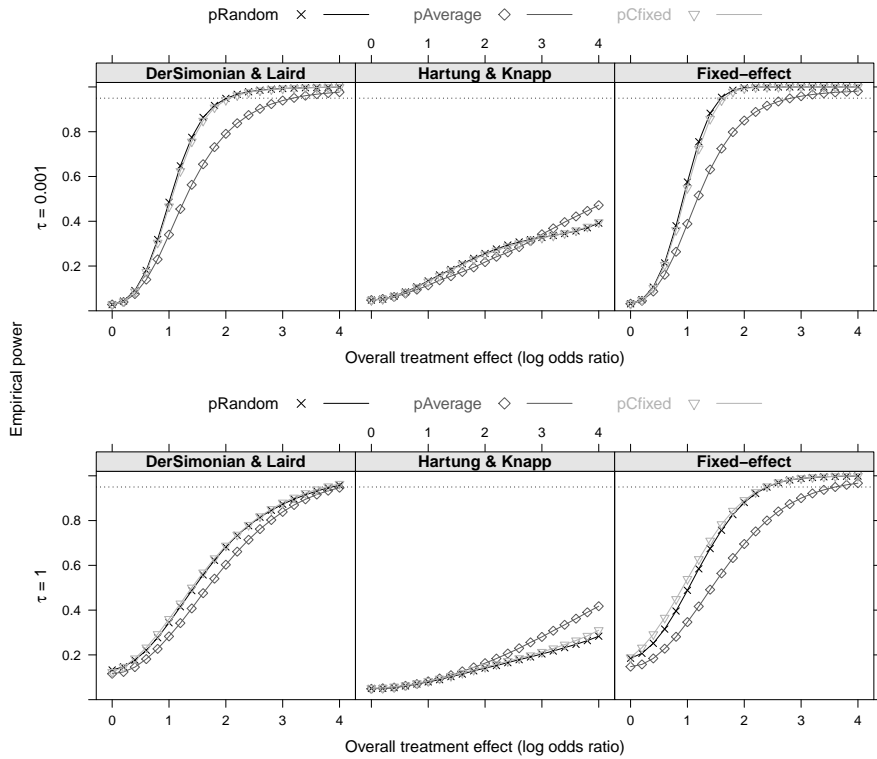 pRandom pAverage pCfixed
0 1 2 3 4
DerSimonian & Laird Hartung & Knapp Fixed−effect
0.8
0.6
0.4
0.2
τ = 0.001
0 1 2 3 4 0 1 2 3 4
Overall treatment effect (log odds ratio)
Empirical power
pRandom pAverage pCfixed
0 1 2 3 4
DerSimonian & Laird Hartung & Knapp Fixed−effect
0.8
0.6
0.4
0.2
τ = 1
0 1 2 3 4 0 1 2 3 4
Overall treatment effect (log odds ratio)